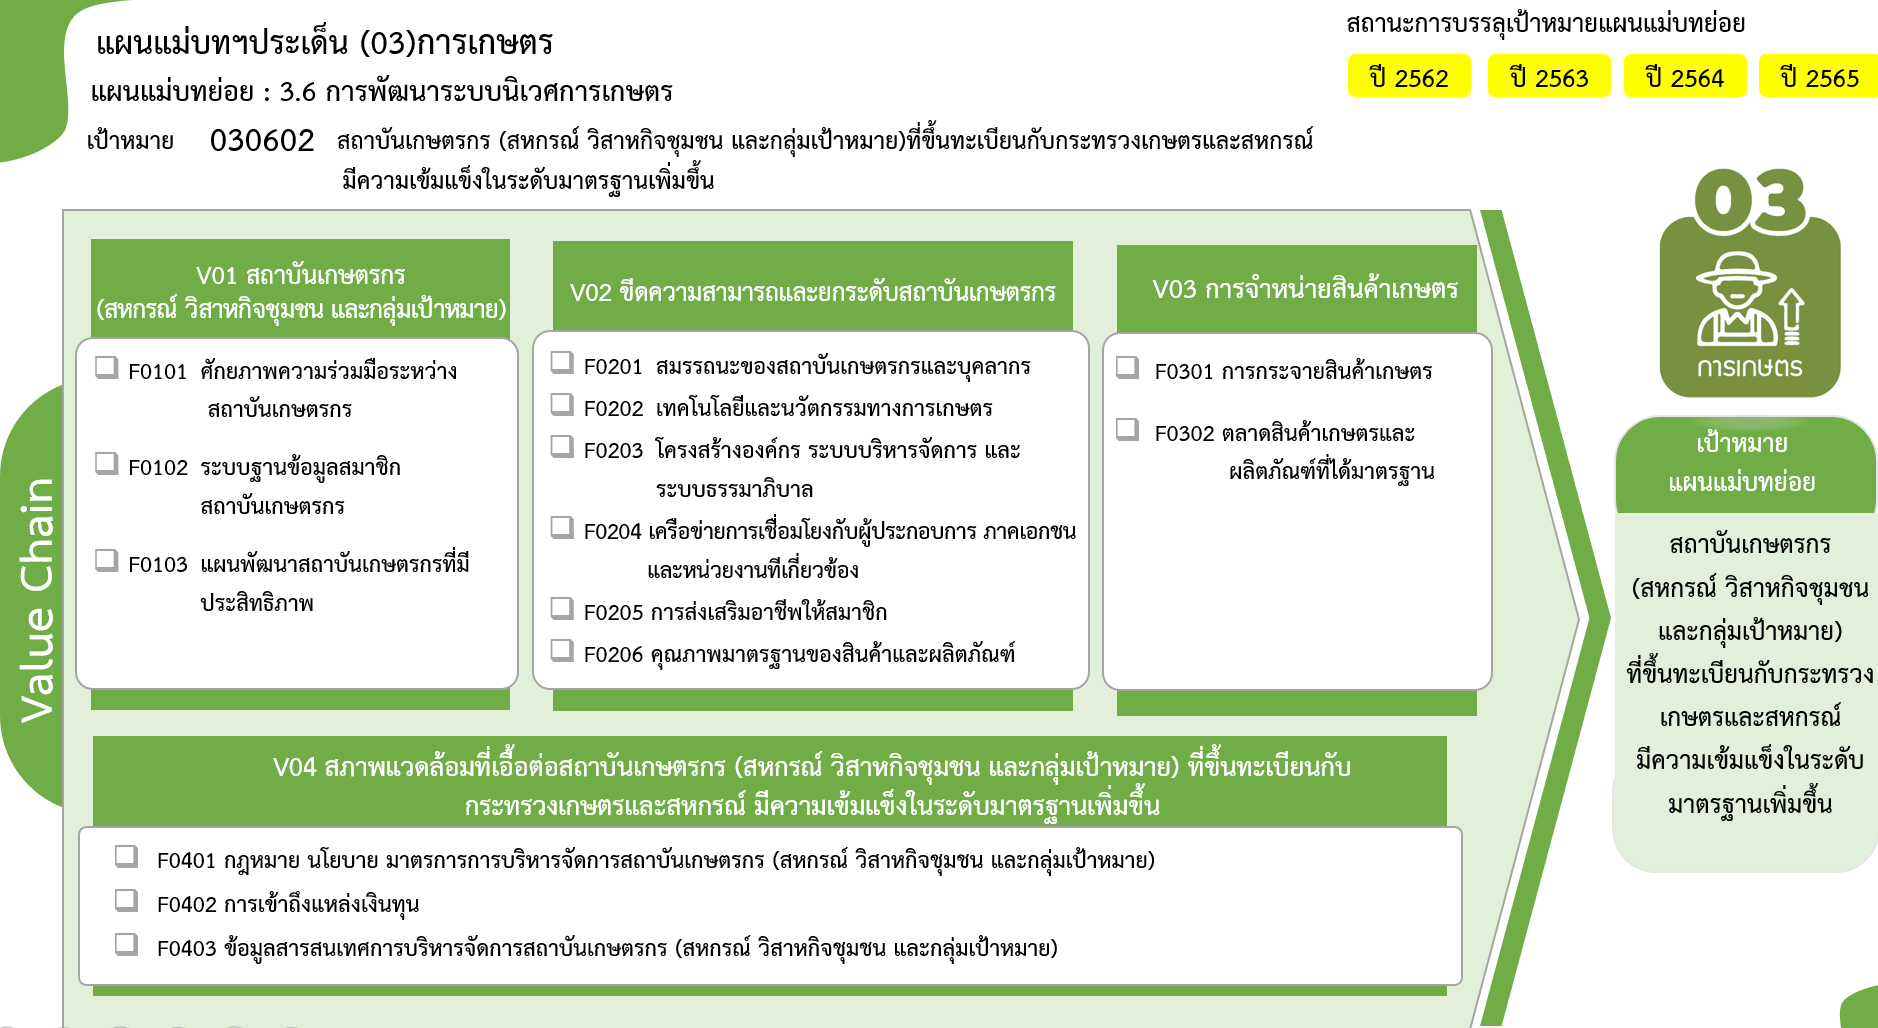 แผนแม่บทฯประเด็น (03)การเกษตร
แผนแม่บทย่อย : 3.6 การพัฒนาระบบนิเวศการเกษตร
เป้าหมาย 030602 สถาบันเกษตรกร (สหกรณ์ วิสาหกิจชุมชน และกลุ่มเป้าหมาย)ที่ขึ้นทะเบียนกับกระทรวงเกษตรและสหกรณ์
มีความเข้มแข็งในระดับมาตรฐานเพิ่มขึ้น
สถานะการบรรลุเป้าหมายแผนแม่บทย่อย
ปี 2562 ปี 2563 ปี 2564 ปี 2565
Value Chain
V01 สถาบันเกษตรกร
(สหกรณ์ วิสาหกิจชุมชน และกลุ่มเป้าหมาย)
F0101 ศักยภาพความร่วมมือระหว่าง
สถาบันเกษตรกร
F0102 ระบบฐานข้อมูลสมาชิก
สถาบันเกษตรกร
F0103 แผนพัฒนาสถาบันเกษตรกรที่มี
ประสิทธิภาพ
V02 ขีดความสามารถและยกระดับสถาบันเกษตรกร
F0201 สมรรถนะของสถาบันเกษตรกรและบุคลากร
F0202 เทคโนโลยีและนวัตกรรมทางการเกษตร
F0203 โครงสร้างองค์กร ระบบบริหารจัดการ และ
ระบบธรรมาภิบาล
F0204 เครือข่ายการเชื่อมโยงกับผู้ประกอบการ ภาคเอกชน
และหน่วยงานทีเกี่ยวข้อง
F0205 การส่งเสริมอาชีพให้สมาชิก
F0206 คุณภาพมาตรฐานของสินค้าและผลิตภัณฑ์
V03 การจำหน่ายสินค้าเกษตร
F0301 การกระจายสินค้าเกษตร
F0302 ตลาดสินค้าเกษตรและ
ผลิตภัณฑ์ที่ได้มาตรฐาน
V04 สภาพแวดล้อมที่เอื้อต่อสถาบันเกษตรกร (สหกรณ์ วิสาหกิจชุมชน และกลุ่มเป้าหมาย) ที่ขึ้นทะเบียนกับ
กระทรวงเกษตรและสหกรณ์ มีความเข้มแข็งในระดับมาตรฐานเพิ่มขึ้น
F0401 กฎหมาย นโยบาย มาตรการการบริหารจัดการสถาบันเกษตรกร (สหกรณ์ วิสาหกิจชุมชน และกลุ่มเป้าหมาย)
F0402 การเข้าถึงแหล่งเงินทุน
F0403 ข้อมูลสารสนเทศการบริหารจัดการสถาบันเกษตรกร (สหกรณ์ วิสาหกิจชุมชน และกลุ่มเป้าหมาย)
03
การเกษตร
เป้าหมาย
แผนแม่บทย่อย
สถาบันเกษตรกร
(สหกรณ์ วิสาหกิจชุมชน
และกลุ่มเป้าหมาย)
ที่ขึ้นทะเบียนกับกระทรวง
เกษตรและสหกรณ์
มีความเข้มแข็งในระดับ
มาตรฐานเพิ่มขึ้น